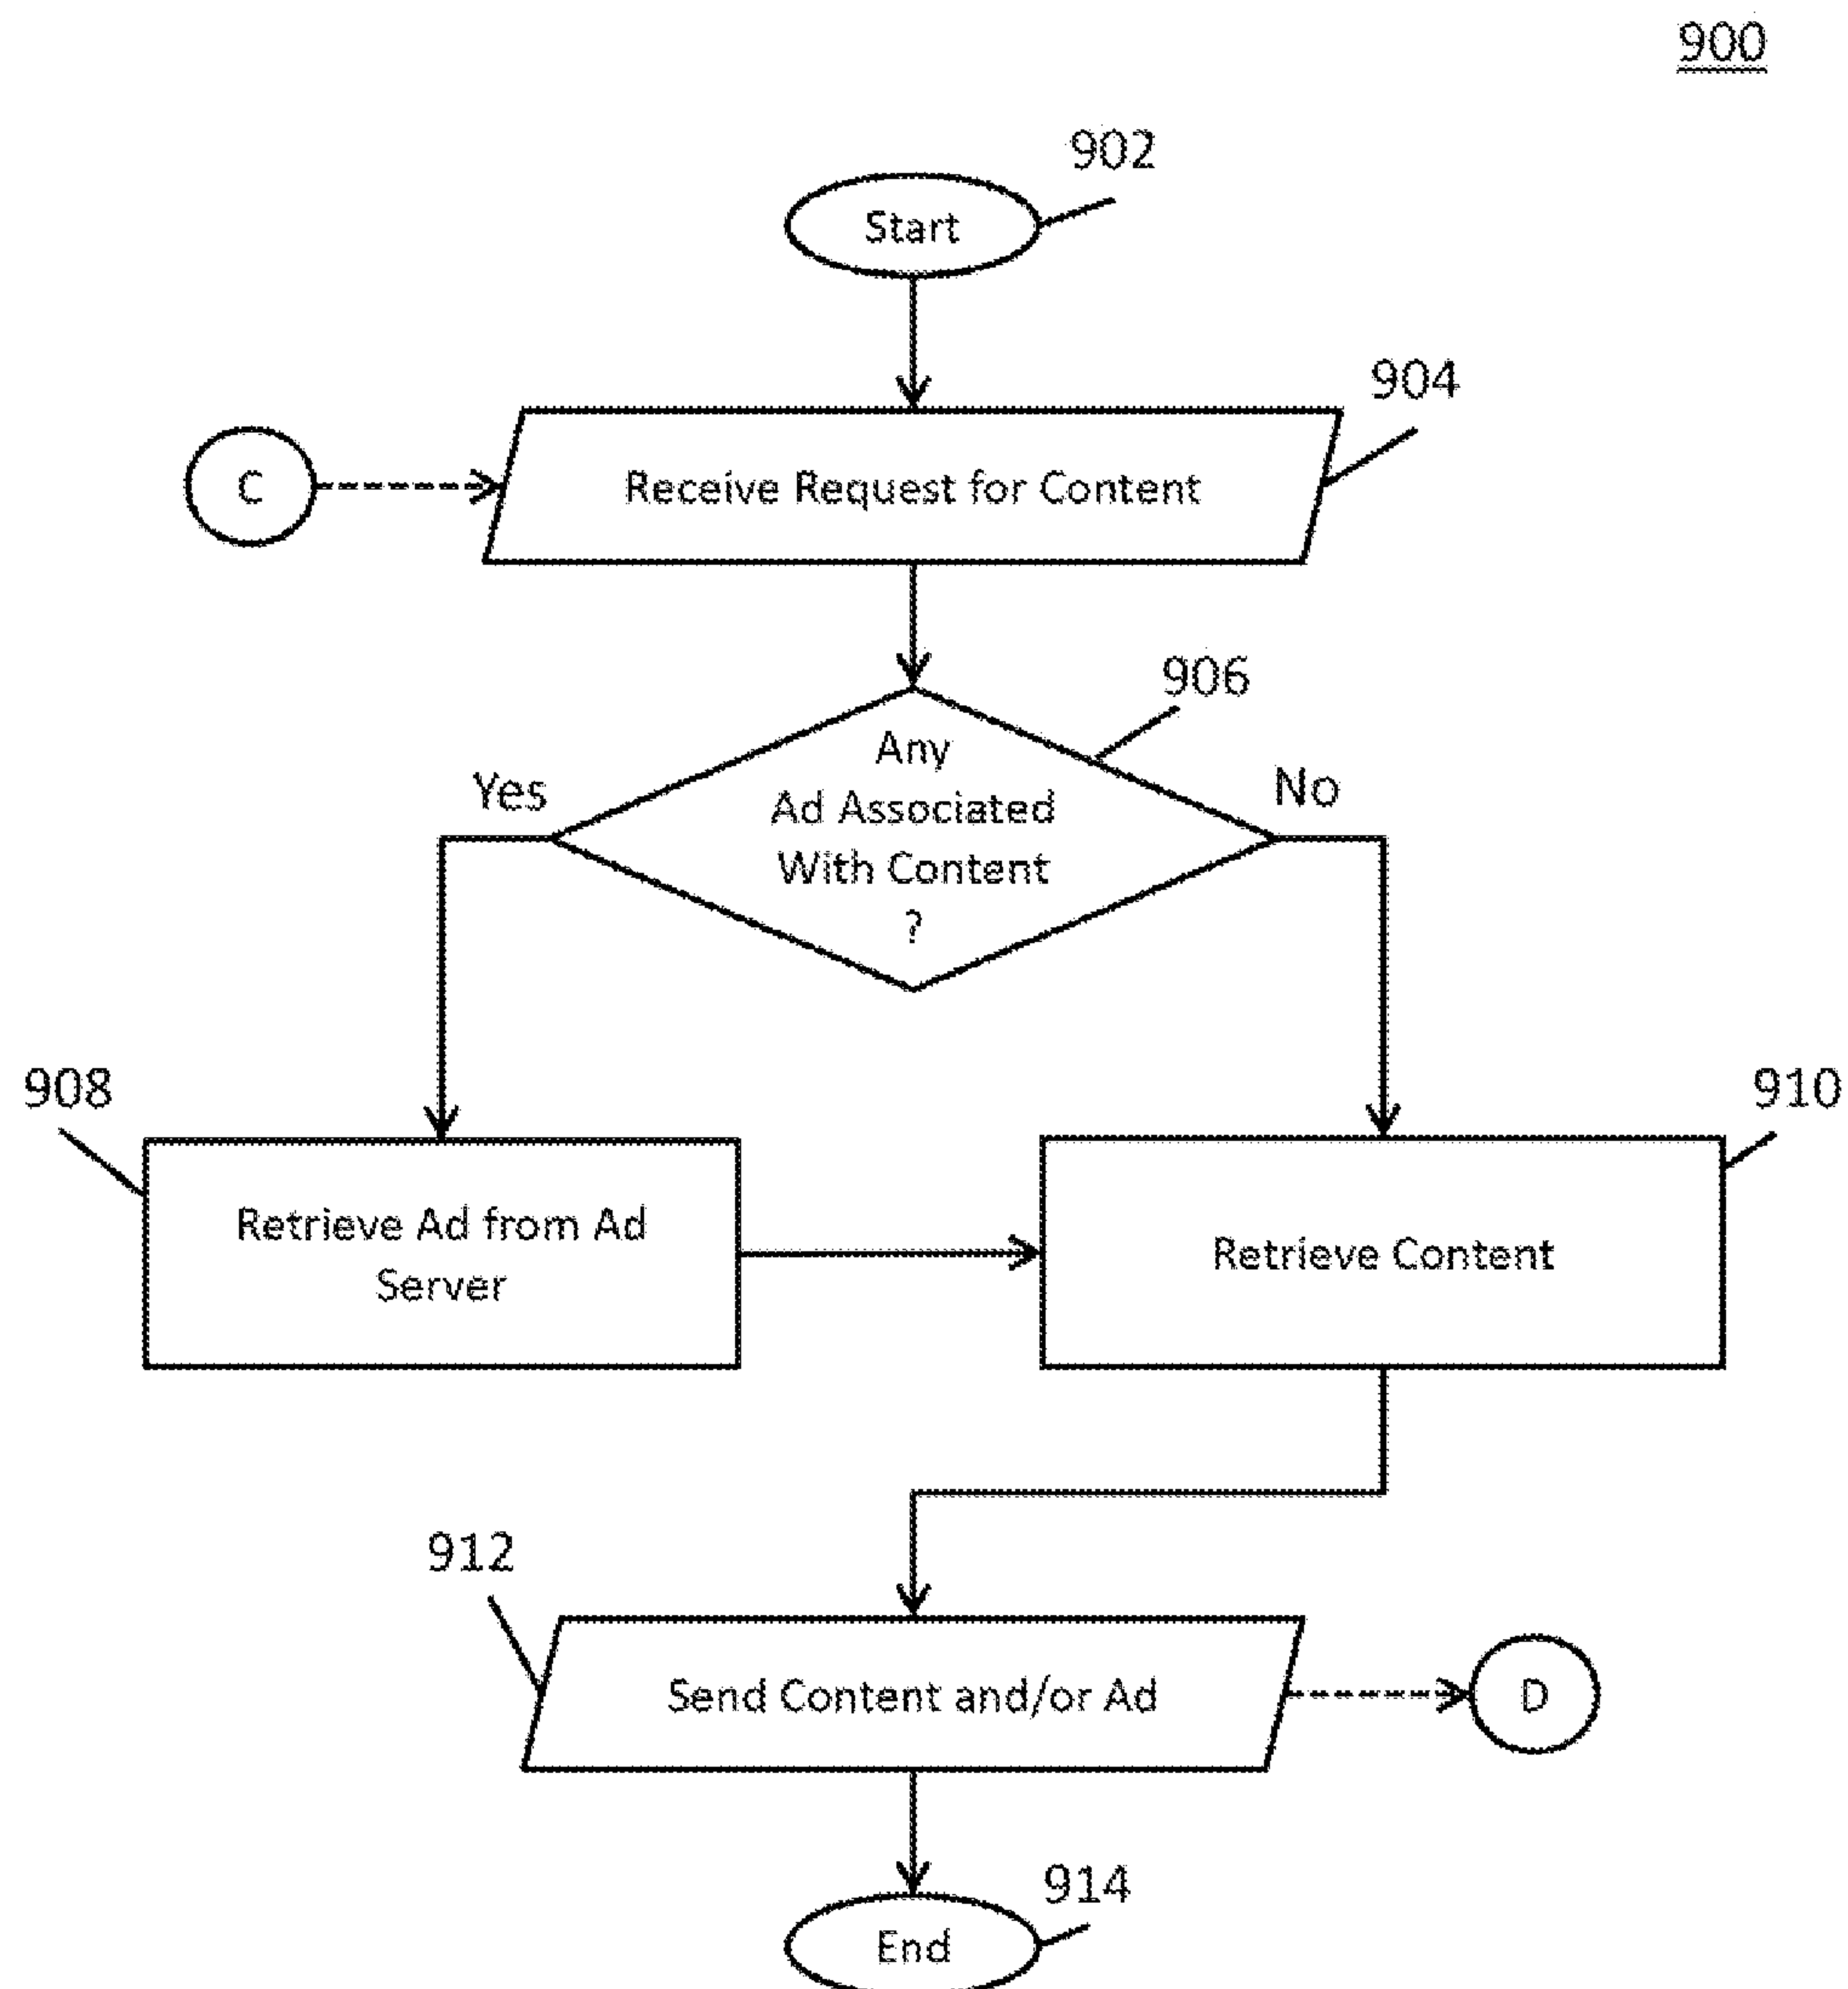 900
902
Start
904
C
Receive Request for Content
906
Any
Ad Associated
With Content
?
Yes
No
908
910
Retrieve Ad from Ad
Server
Retrieve Content
912
Send Content and/or Ad
D
914
End